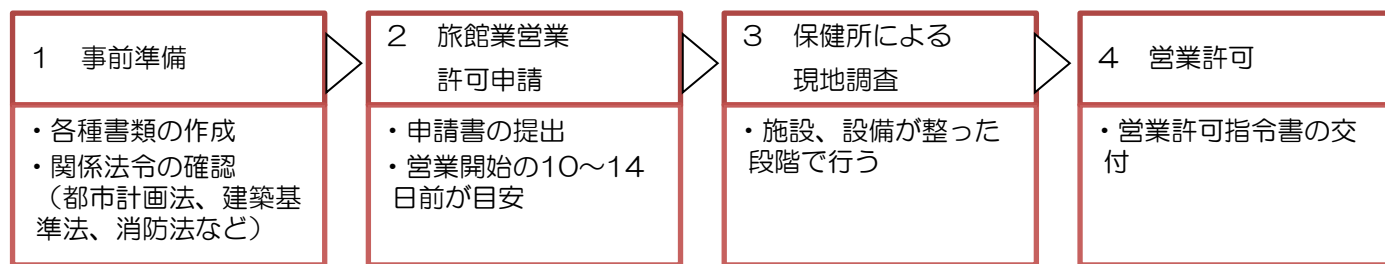 1　事前準備
・各種書類の作成
・関係法令の確認
（都市計画法、建築基
準法、消防法など）
2　旅館業営業
許可申請
・申請書の提出
・営業開始の10～14
日前が目安
3　保健所による
現地調査
・施設、設備が整った
段階で行う
4　営業許可
・営業許可指令書の交
付